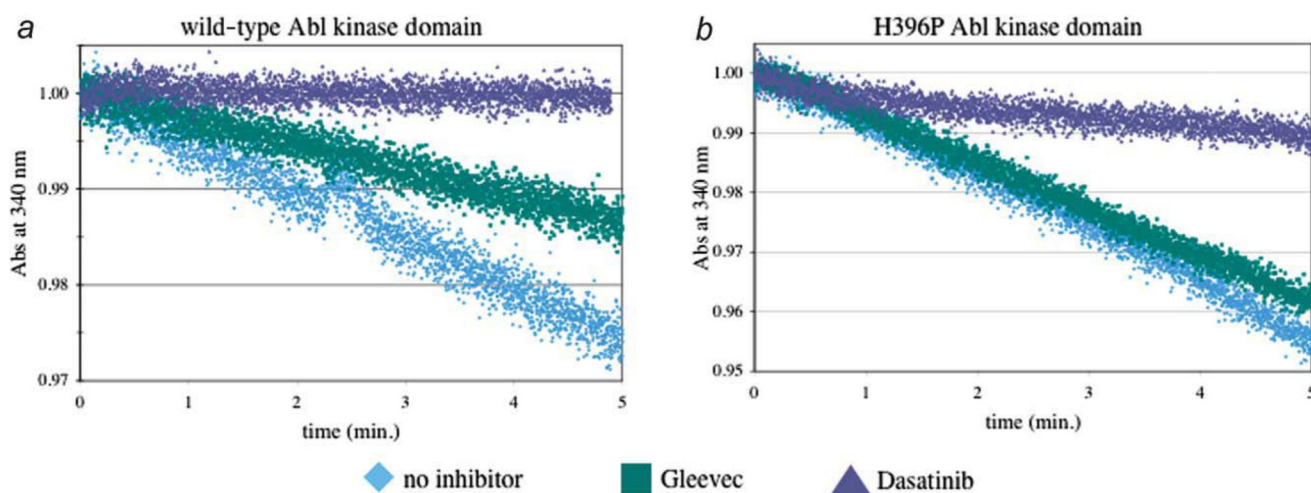 a
wild-type Abl kinase domain
1.00
0.99
0.98
0.97
Abs at 340 nm
0
1
2
3
4
5
time (min.)
b
H396P Abl kinase domain
1.00
0.99
0.98
0.97
0.96
0.95
Abs at 340 nm
0
1
2
3
4
5
time (min.)
no inhibitor
Gleevec
Dasatinib